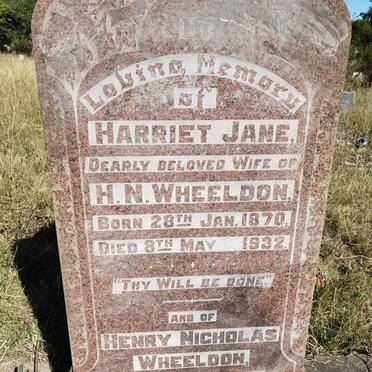 Loving Memory
of
HARRIET JANE,
DEARLY BELOVED WIFE OF
H. N. WHEELDON,
BORN 28TH JAN. 1870,
DIED 8TH MAY 1932.
"THY WILL BE DONE"
AND OF
HENRY NICHOLAS
WHEELDON,